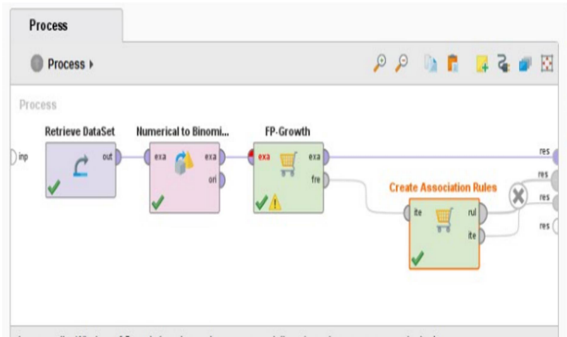 Process
Process
Process
Retrieve DataSet
Numerical to Binomi...
FP-Growth
inp
out
exa
exa
ori
exa
exa
fre
res
Create Association Rules
ite
rul
ite
res
res